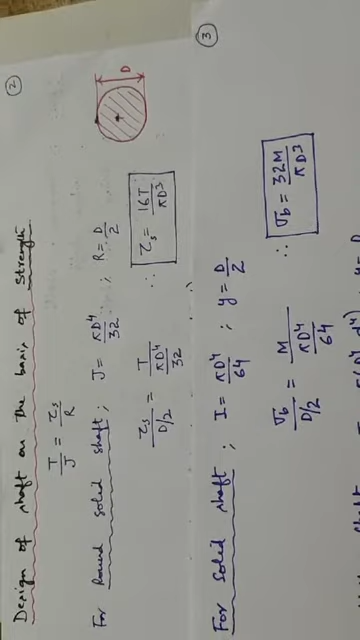 ②
Design of shaft on the basis of strength
T/J = τs/R
D
For Round solid shaft ; J = πD⁴/32 ; R = D/2
τs/(D/2) = T/(πD⁴/32) ∴ τs = 16T/πD³
③
For Solid shaft ; I = πD⁴/64 ; y = D/2
σb/(D/2) = M/(πD⁴/64) ∴ σb = 32M/πD³